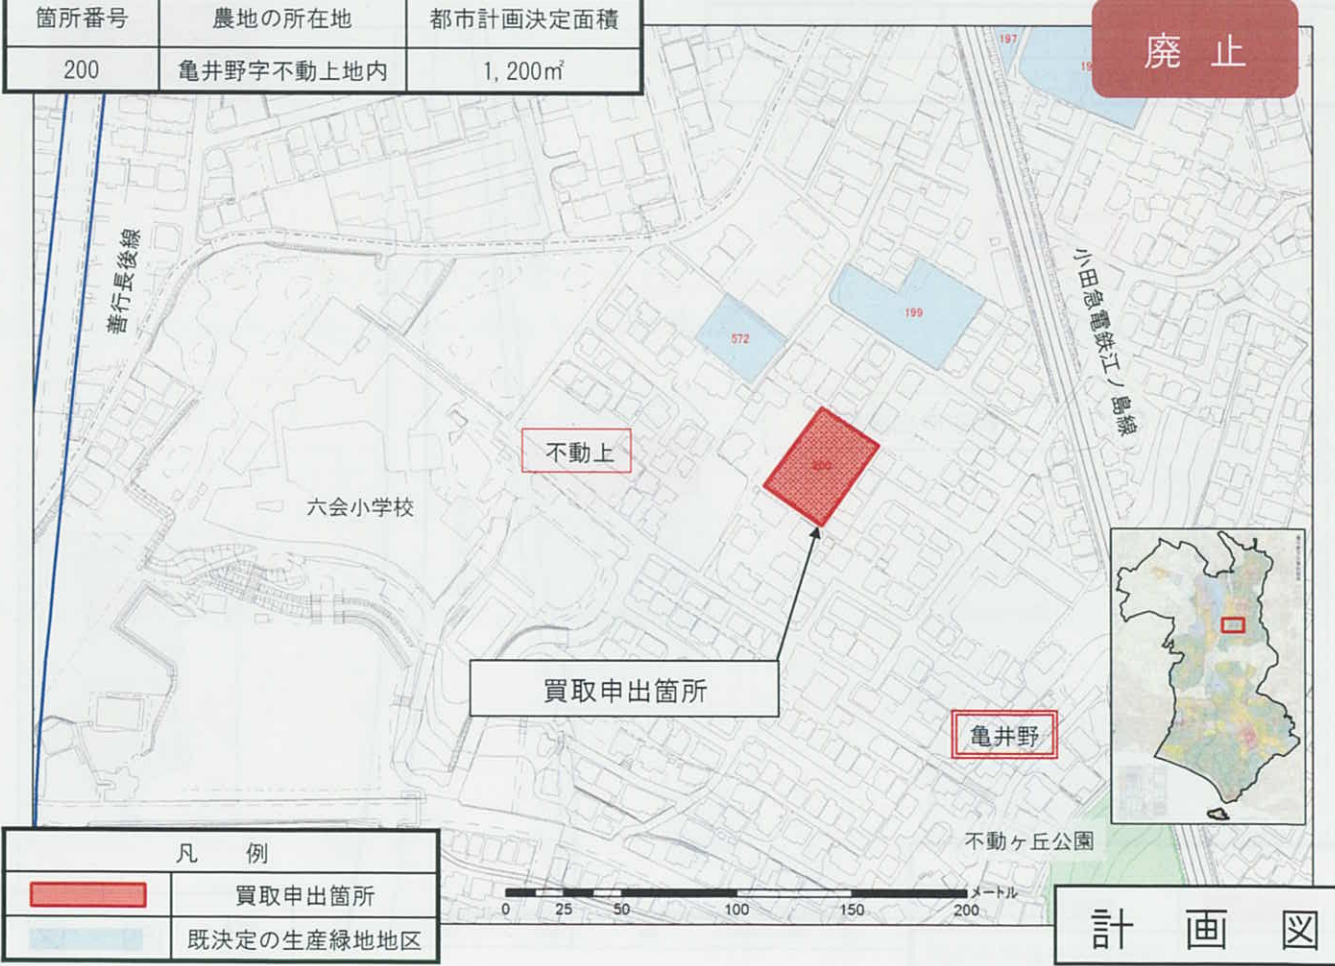 箇所番号 農地の所在地 都市計画決定面積
200 亀井野字不動上地内 1,200㎡
廃 止
197
善行長後線
小田急電鉄江ノ島線
199
572
不動上
六会小学校
買取申出箇所
亀井野
不動ヶ丘公園
凡 例
買取申出箇所
既決定の生産緑地地区
0 25 50 100 150 200 メートル
計 画 図